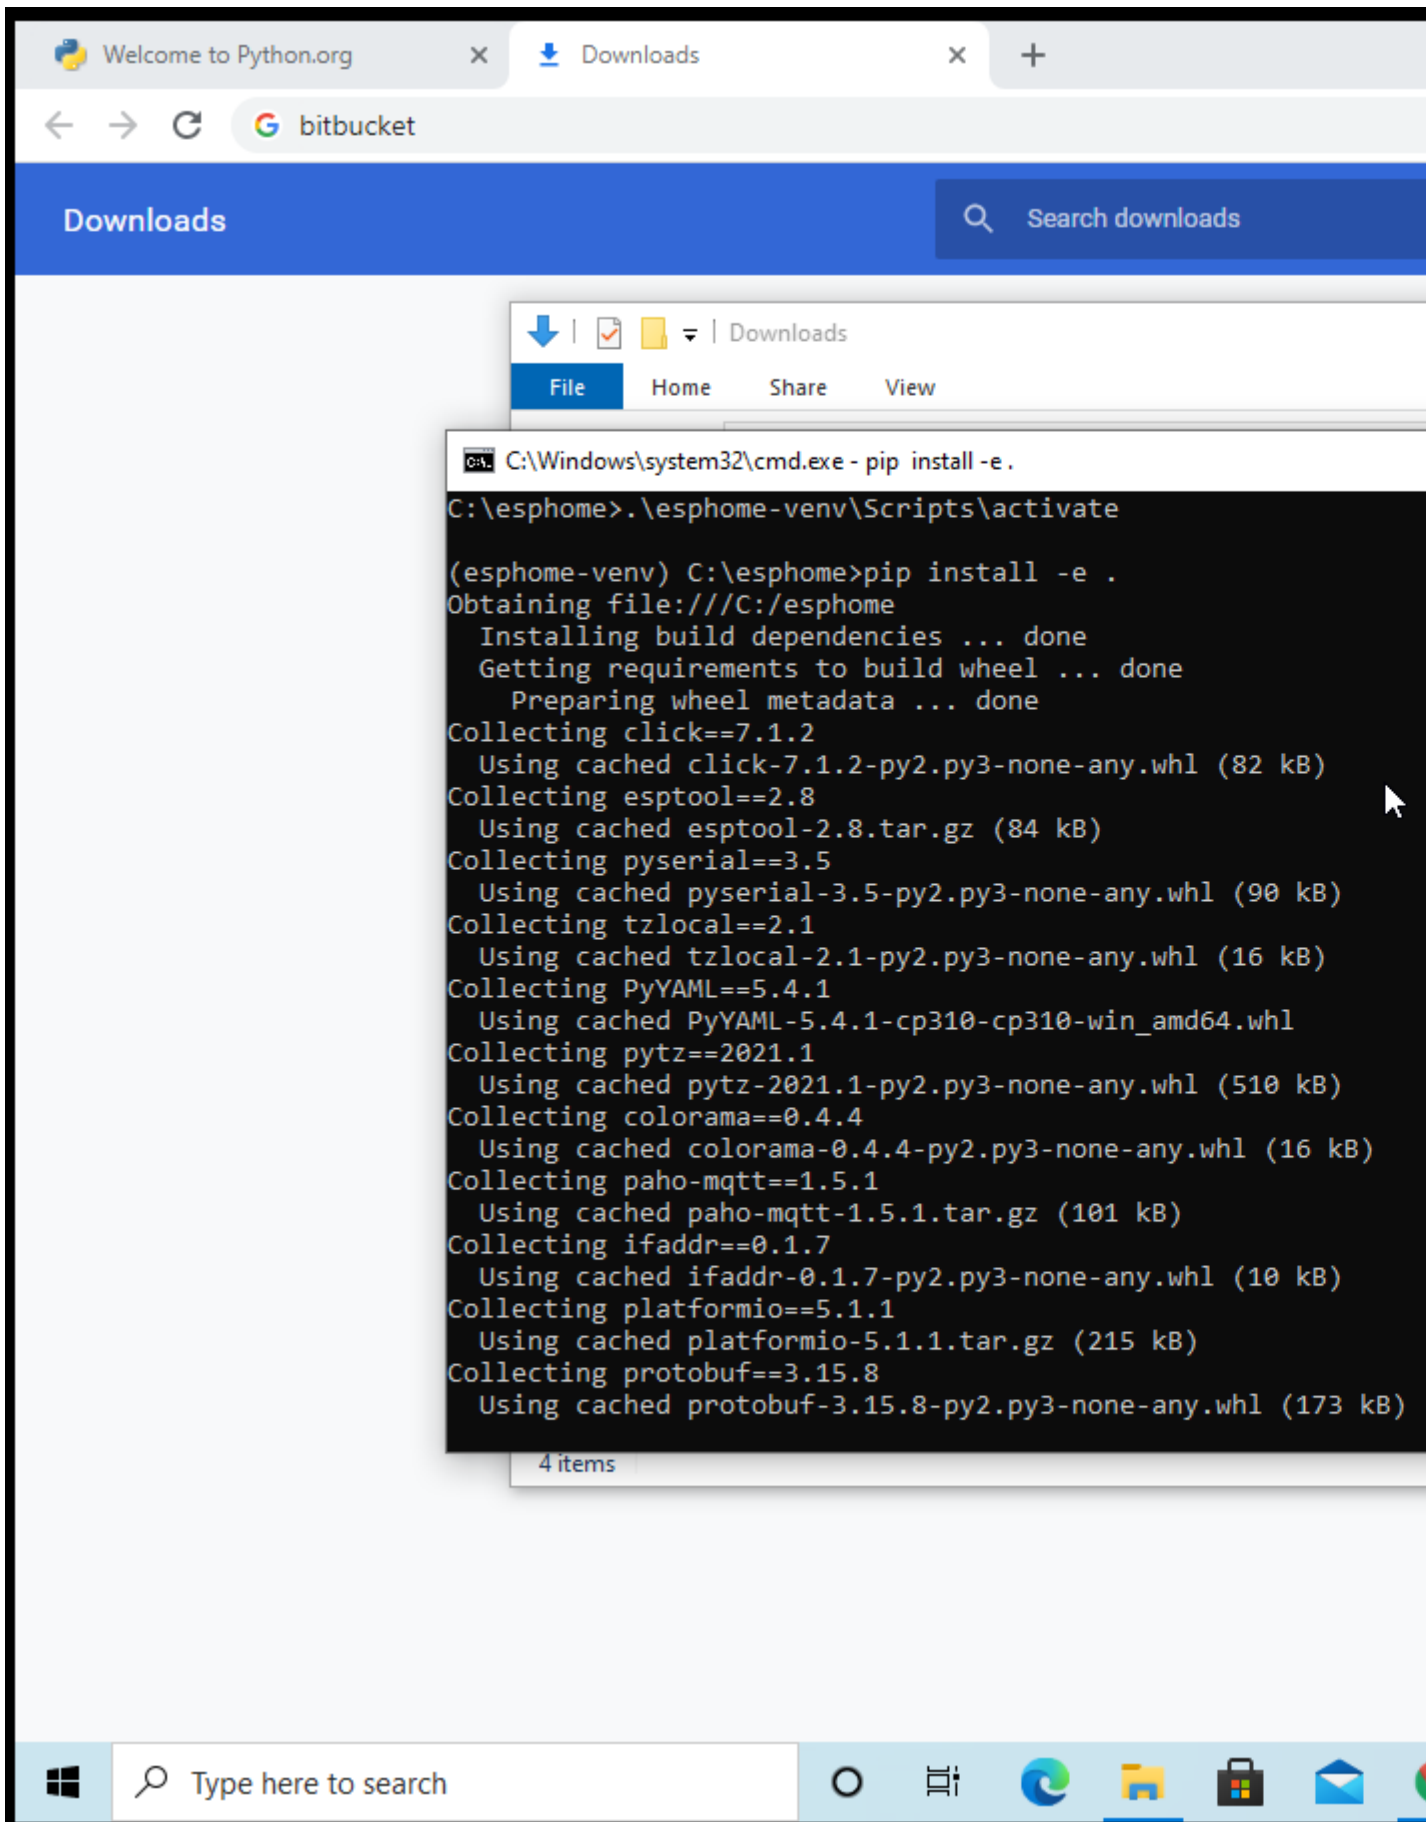 Welcome to Python.org
Downloads
bitbucket
Downloads
Search downloads
Downloads
File Home Share View
C:\Windows\system32\cmd.exe - pip  install -e .
C:\esphome>.\esphome-venv\Scripts\activate
(esphome-venv) C:\esphome>pip install -e .
Obtaining file:///C:/esphome
  Installing build dependencies ... done
  Getting requirements to build wheel ... done
    Preparing wheel metadata ... done
Collecting click==7.1.2
  Using cached click-7.1.2-py2.py3-none-any.whl (82 kB)
Collecting esptool==2.8
  Using cached esptool-2.8.tar.gz (84 kB)
Collecting pyserial==3.5
  Using cached pyserial-3.5-py2.py3-none-any.whl (90 kB)
Collecting tzlocal==2.1
  Using cached tzlocal-2.1-py2.py3-none-any.whl (16 kB)
Collecting PyYAML==5.4.1
  Using cached PyYAML-5.4.1-cp310-cp310-win_amd64.whl
Collecting pytz==2021.1
  Using cached pytz-2021.1-py2.py3-none-any.whl (510 kB)
Collecting colorama==0.4.4
  Using cached colorama-0.4.4-py2.py3-none-any.whl (16 kB)
Collecting paho-mqtt==1.5.1
  Using cached paho-mqtt-1.5.1.tar.gz (101 kB)
Collecting ifaddr==0.1.7
  Using cached ifaddr-0.1.7-py2.py3-none-any.whl (10 kB)
Collecting platformio==5.1.1
  Using cached platformio-5.1.1.tar.gz (215 kB)
Collecting protobuf==3.15.8
  Using cached protobuf-3.15.8-py2.py3-none-any.whl (173 kB)
4 items
Type here to search